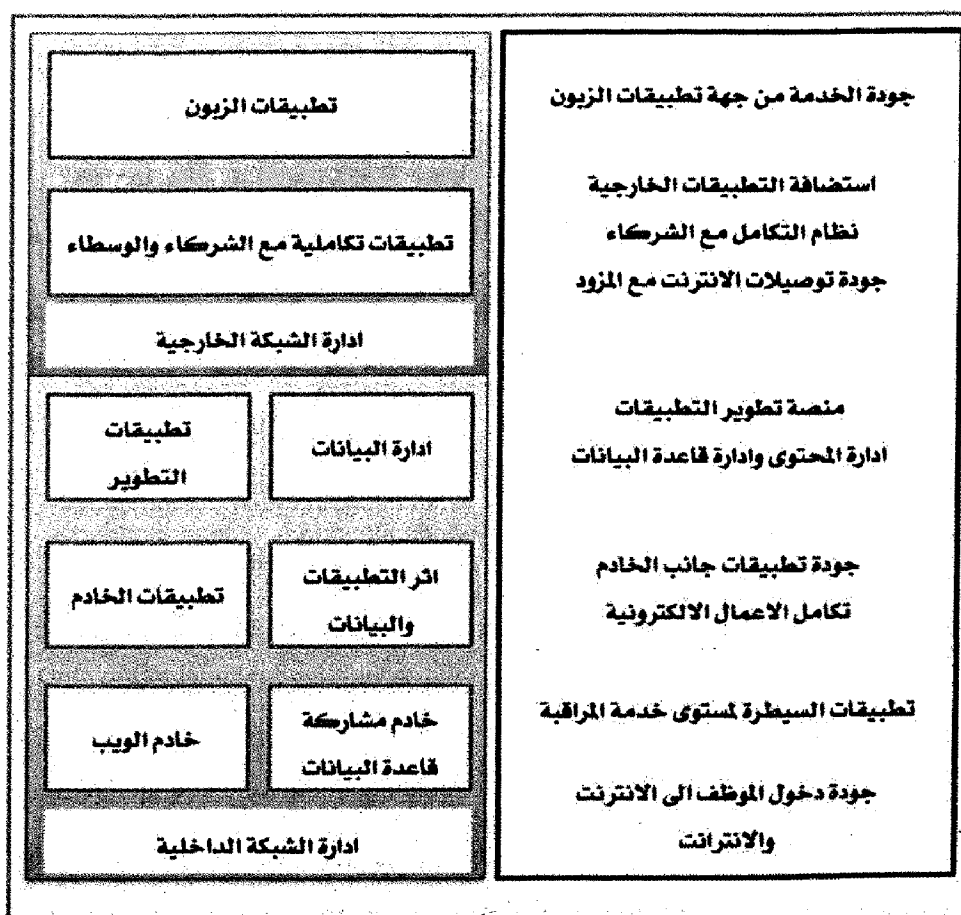 جودة الخدمة من جهة تطبيقات الزبون
استضافة التطبيقات الخارجية
نظام التكامل مع الشركاء
جودة توصيلات الانترنت مع المزود
منصة تطوير التطبيقات
ادارة المحتوى وادارة قاعدة البيانات
جودة تطبيقات جانب الخادم
تكامل الاعمال الالكترونية
تطبيقات السيطرة لمستوى خدمة المراقبة
جودة دخول الموظف الى الانترنت
والانترانت
تطبيقات الزبون
تطبيقات تكاملية مع الشركاء والوسطاء
ادارة الشبكة الخارجية
ادارة البيانات
تطبيقات
التطوير
اثر التطبيقات
والبيانات
تطبيقات الخادم
خادم مشاركة
قاعدة البيانات
خادم الويب
ادارة الشبكة الداخلية